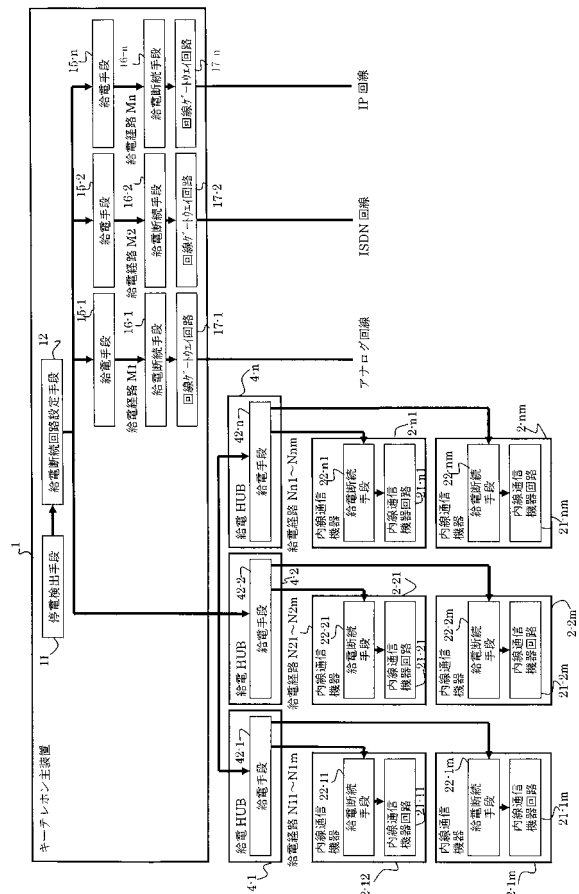 キーテレホン主装置
1
停電検出手段
11
給電断続回路設定手段
12
15-1
給電手段
給電経路 M1
16-1
給電断続手段
回線ゲートウェイ回路
17-1
アナログ回線
15-2
給電手段
給電経路 M2
16-2
給電断続手段
回線ゲートウェイ回路
17-2
ISDN 回線
15-n
給電手段
給電経路 Mn
16-n
給電断続手段
回線ゲートウェイ回路
17-n
IP 回線
給電 HUB
42-1
給電手段
4-1
給電経路 N11～N1m
内線通信
機器
22-11
給電断続
手段
内線通信
機器回路
21-11
2-12
内線通信
機器
22-1m
給電断続
手段
内線通信
機器回路
2-1m
21-1m
給電 HUB
42-2
給電手段
4-2
給電経路 N21～N2m
2-21
内線通信
機器
22-21
給電断続
手段
内線通信
機器回路
21-21
内線通信
機器
22-2m
給電断続
手段
内線通信
機器回路
21-2m
2-2m
4-n
給電 HUB
42-n
給電手段
給電経路 Nn1～Nnm
2-n1
内線通信
機器
22-n1
給電断続
手段
内線通信
機器回路
21-n1
2-nm
内線通信
機器
22-nm
給電断続
手段
内線通信
機器回路
21-nm